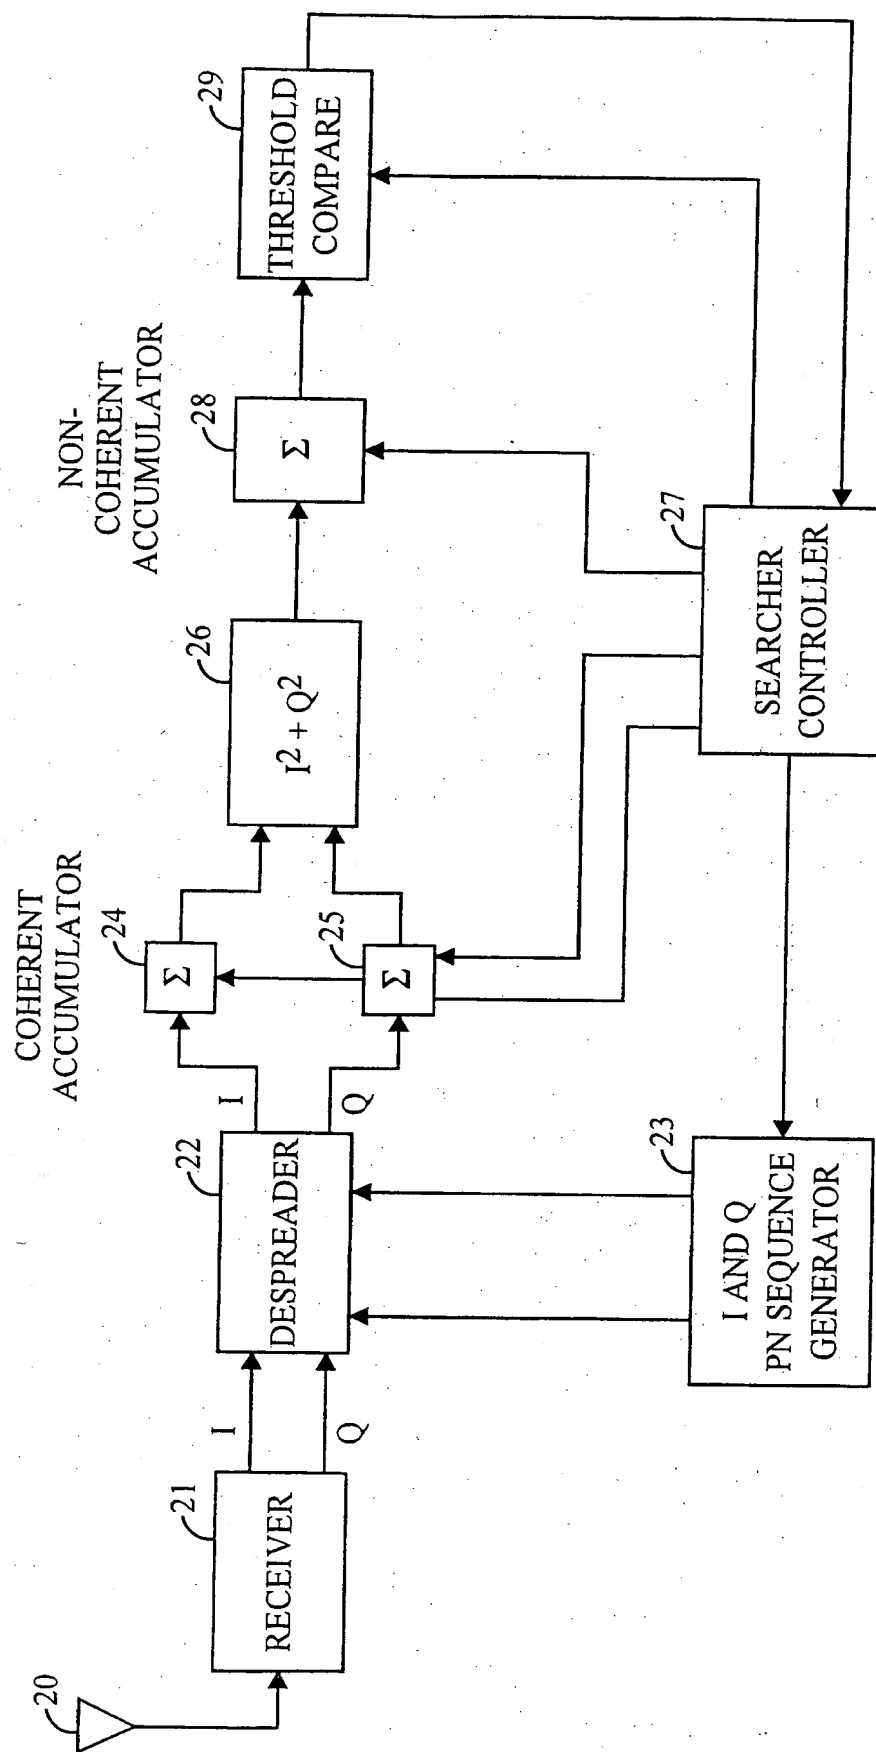 20
21
RECEIVER
I
Q
22
DESPREADER
I
Q
COHERENT
ACCUMULATOR
24
Σ
25
Σ
26
I² + Q²
NON-
COHERENT
ACCUMULATOR
28
Σ
29
THRESHOLD
COMPARE
23
I AND Q
PN SEQUENCE
GENERATOR
27
SEARCHER
CONTROLLER